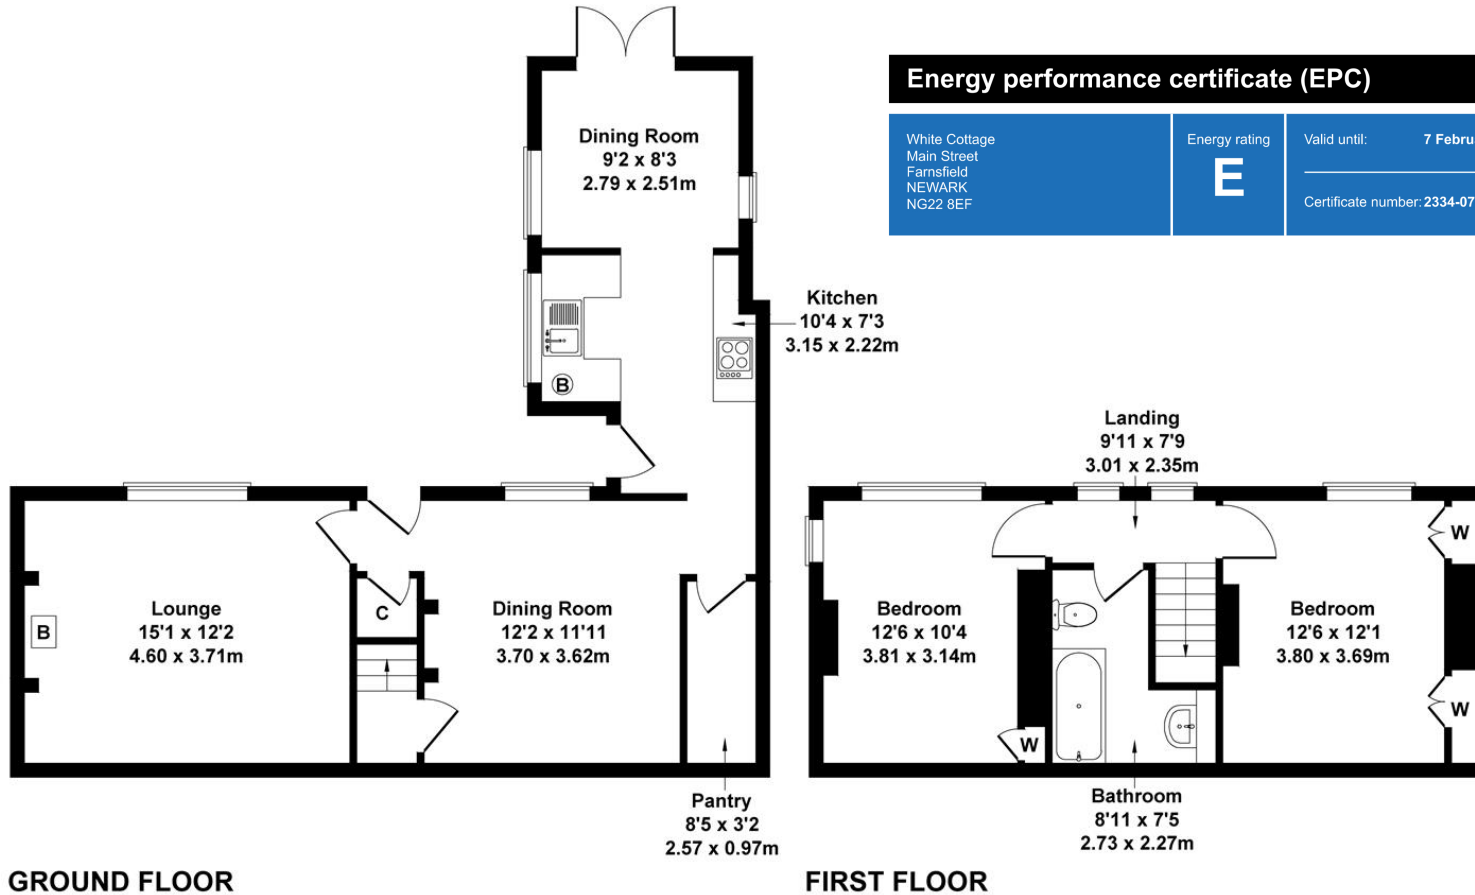 Energy performance certificate (EPC)
White Cottage
Main Street
Farnsfield
NEWARK
NG22 8EF
Energy rating
E
Valid until:
7 Febru
Certificate number: 2334-07
Dining Room
9'2 x 8'3
2.79 x 2.51m
Kitchen
10'4 x 7'3
3.15 x 2.22m
B
Landing
9'11 x 7'9
3.01 x 2.35m
Lounge
15'1 x 12'2
4.60 x 3.71m
B
C
Dining Room
12'2 x 11'11
3.70 x 3.62m
Pantry
8'5 x 3'2
2.57 x 0.97m
Bedroom
12'6 x 10'4
3.81 x 3.14m
W
Bathroom
8'11 x 7'5
2.73 x 2.27m
Bedroom
12'6 x 12'1
3.80 x 3.69m
W
W
GROUND FLOOR
FIRST FLOOR